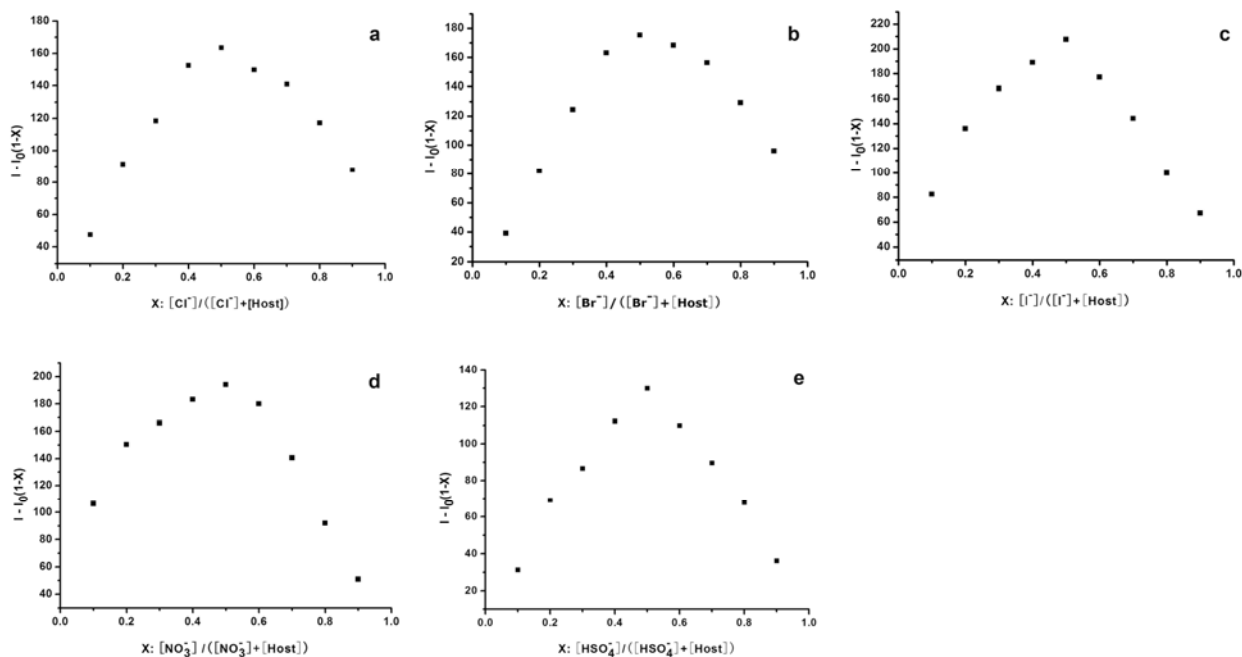 a
I - I₀(1-X)
180
160
140
120
100
80
60
40
0.0 0.2 0.4 0.6 0.8 1.0
X: [Cl⁻]/([Cl⁻]+[Host])
b
I - I₀(1-X)
180
160
140
120
100
80
60
40
20
0.0 0.2 0.4 0.6 0.8 1.0
X: [Br⁻]/([Br⁻]+[Host])
c
I - I₀(1-X)
220
200
180
160
140
120
100
80
60
40
0.0 0.2 0.4 0.6 0.8 1.0
X: [I⁻]/([I⁻]+[Host])
d
I - I₀(1-X)
200
180
160
140
120
100
80
60
40
0.0 0.2 0.4 0.6 0.8 1.0
X: [NO₃⁻]/([NO₃⁻]+[Host])
e
I - I₀(1-X)
140
120
100
80
60
40
20
0.0 0.2 0.4 0.6 0.8 1.0
X: [HSO₄⁻]/([HSO₄⁻]+[Host])